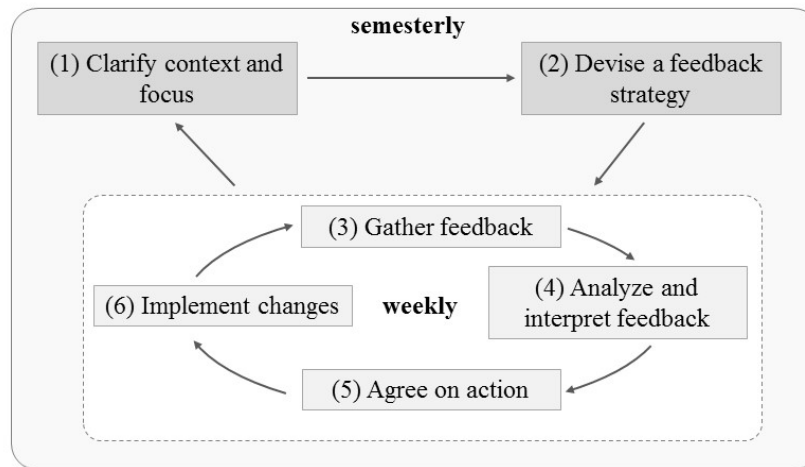 semesterly
(1) Clarify context and
focus
(2) Devise a feedback
strategy
(3) Gather feedback
(4) Analyze and
interpret feedback
(6) Implement changes
weekly
(5) Agree on action